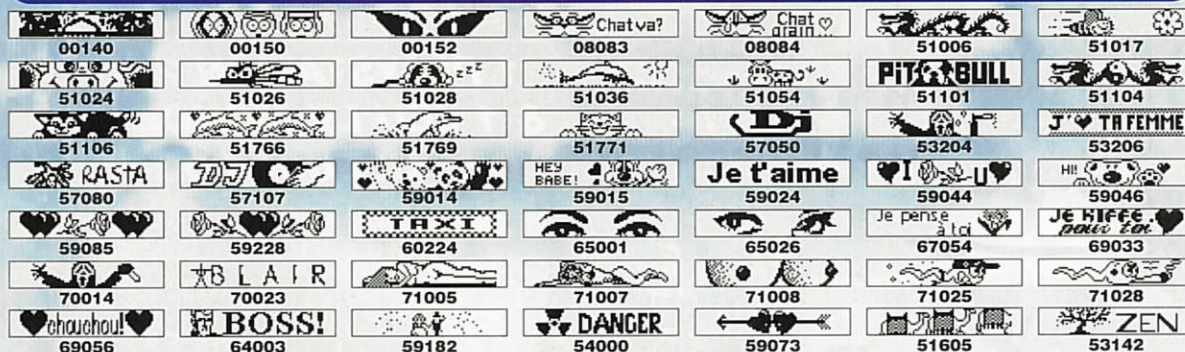 Chatva?
Chat
grain
00140 00150 00152 08083 08084 51006 51017
zzz
PiT BULL
51024 51026 51028 51036 51054 51101 51104
Dj
J' TA FEMME
51106 51766 51769 51771 57050 53204 53206
RASTA
DJ
HEY
BABE!
Je t'aime
I U
HI!
57080 57107 59014 59015 59024 59044 59046
TAXI
Je pense
à toi
Je KiFFe
pour toi
59085 59228 60224 65001 65026 67054 69033
BLAIR
70014 70023 71005 71007 71008 71025 71028
chouchou!
BOSS!
DANGER
ZEN
69056 64003 59182 54000 59073 51605 53142